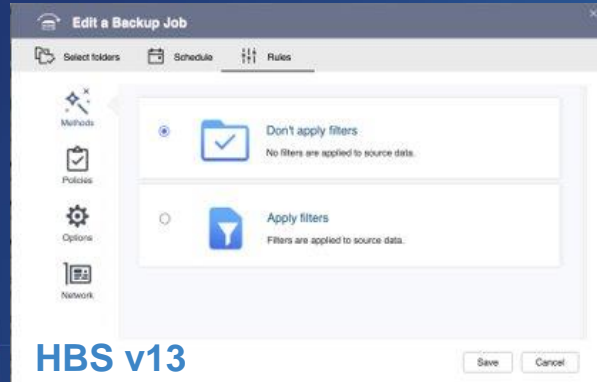 Edit a Backup Job
Select folders Schedule Rules
Methods
Don't apply filters
No filters are applied to source data.
Policies
Apply filters
Filters are applied to source data.
Options
Network
HBS v13
Save Cancel